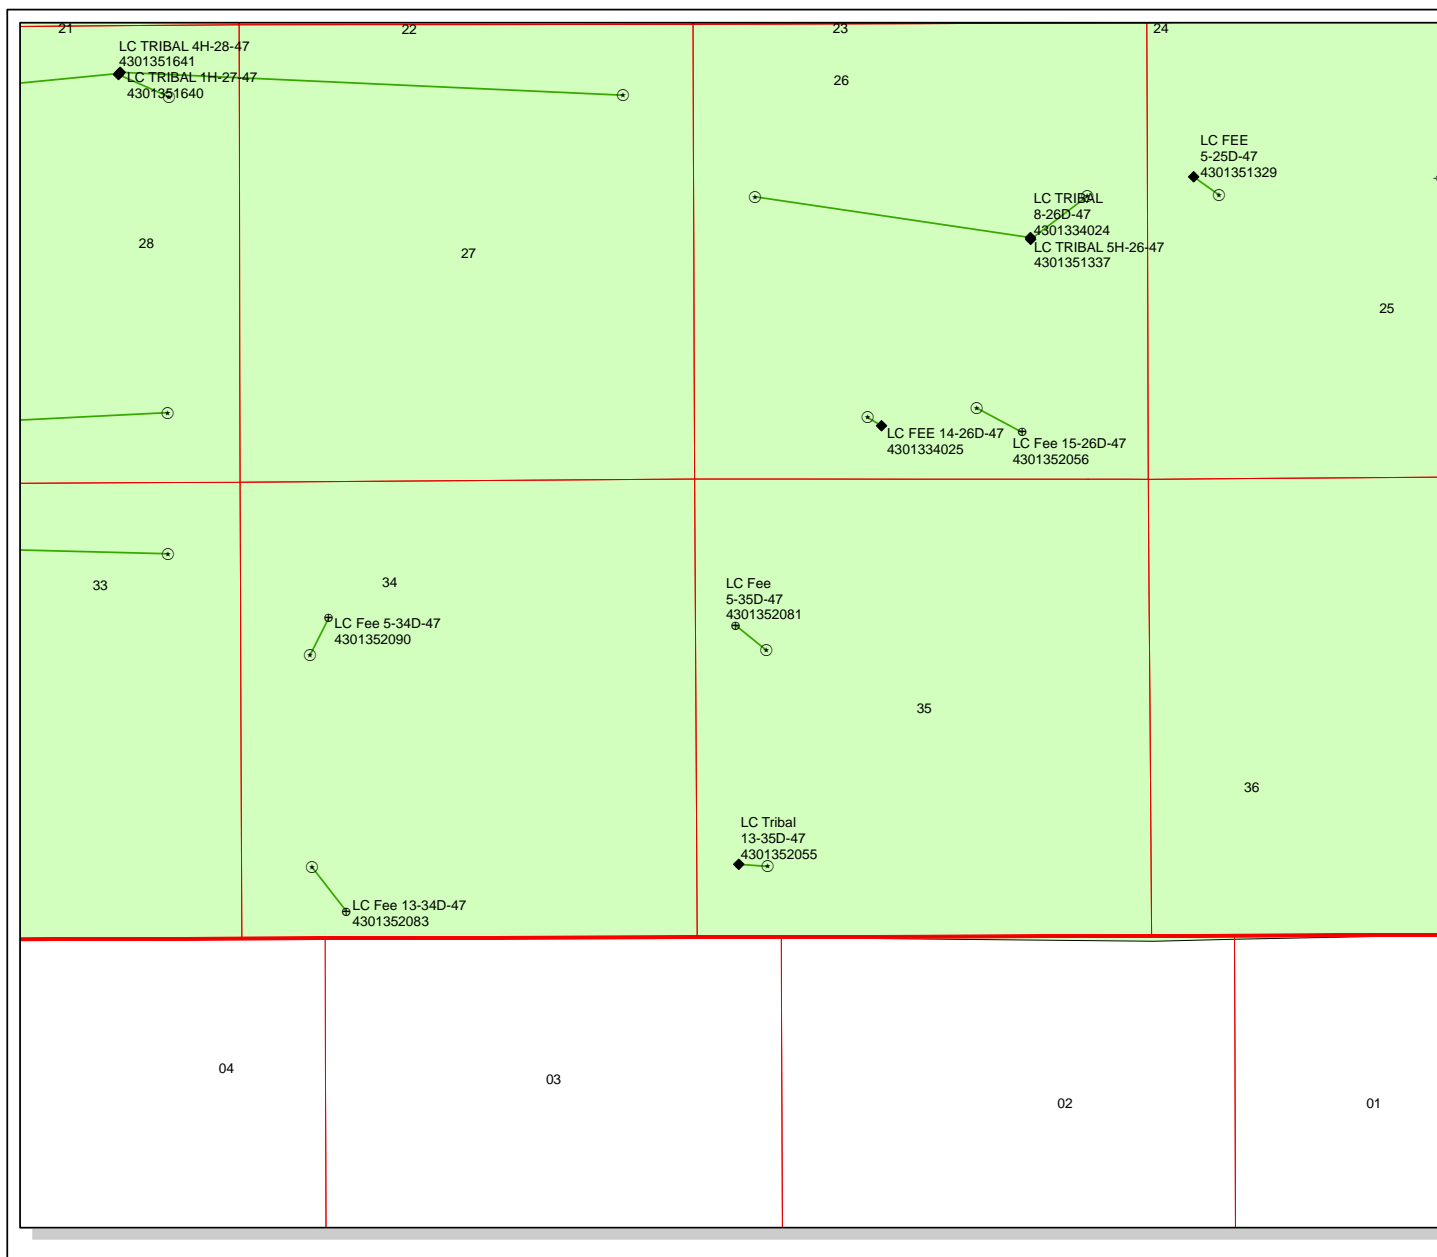 21
22
23
24
LC TRIBAL 4H-28-47
4301351641
LC TRIBAL 1H-27-47
4301351640
26
LC FEE
5-25D-47
4301351329
LC TRIBAL
8-26D-47
4301334024
LC TRIBAL 5H-26-47
4301351337
28
27
25
LC FEE 14-26D-47
4301334025
LC Fee 15-26D-47
4301352056
33
34
LC Fee
5-35D-47
4301352081
LC Fee 5-34D-47
4301352090
35
36
LC Tribal
13-35D-47
4301352055
LC Fee 13-34D-47
4301352083
04
03
02
01